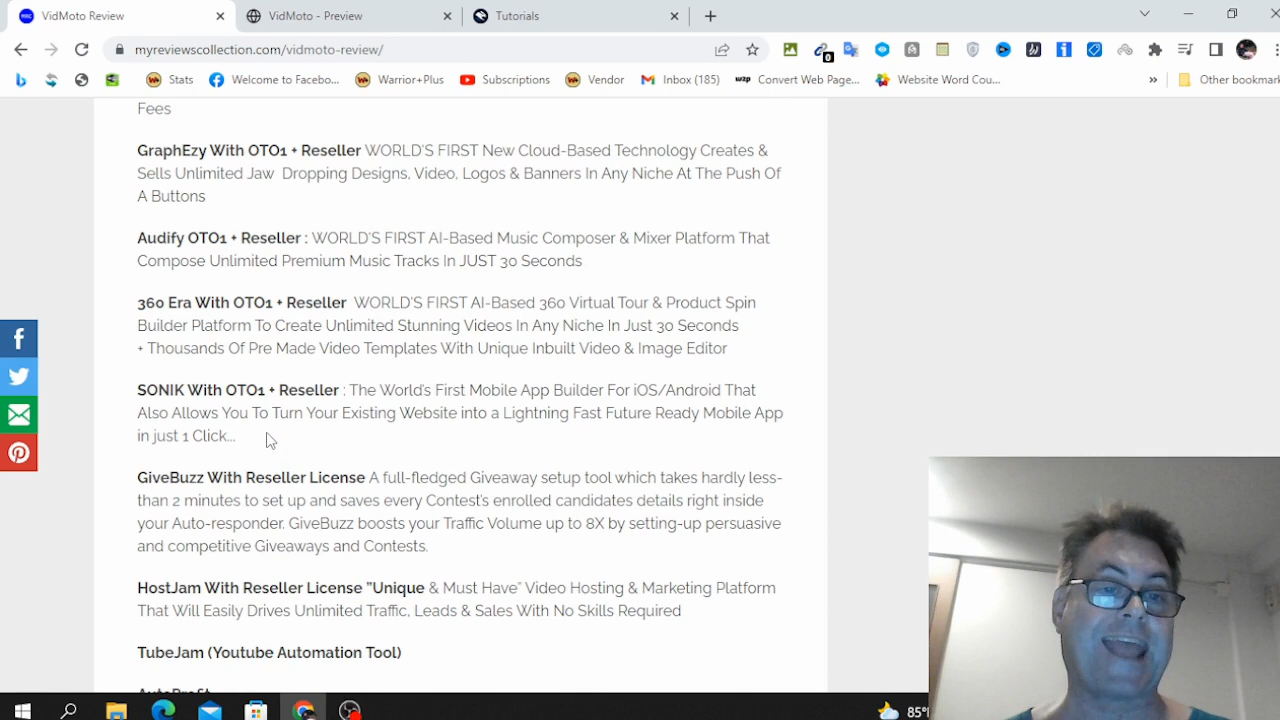 VidMoto Review
VidMoto - Preview
Tutorials
myreviewscollection.com/vidmoto-review/
0
Stats
Welcome to Facebo...
Warrior+Plus
Subscriptions
Vendor
Inbox (185)
W2P Convert Web Page...
Website Word Cou...
»
Other bookmark
Fees
GraphEzy With OTO1 + Reseller WORLD'S FIRST New Cloud-Based Technology Creates &
Sells Unlimited Jaw Dropping Designs, Video, Logos & Banners In Any Niche At The Push Of
A Buttons
Audify OTO1 + Reseller : WORLD'S FIRST AI-Based Music Composer & Mixer Platform That
Compose Unlimited Premium Music Tracks In JUST 30 Seconds
360 Era With OTO1 + Reseller WORLD'S FIRST AI-Based 360 Virtual Tour & Product Spin
Builder Platform To Create Unlimited Stunning Videos In Any Niche In Just 30 Seconds
+ Thousands Of Pre Made Video Templates With Unique Inbuilt Video & Image Editor
SONIK With OTO1 + Reseller : The World's First Mobile App Builder For iOS/Android That
Also Allows You To Turn Your Existing Website into a Lightning Fast Future Ready Mobile App
in just 1 Click...
GiveBuzz With Reseller License A full-fledged Giveaway setup tool which takes hardly less-
than 2 minutes to set up and saves every Contest's enrolled candidates details right inside
your Auto-responder. GiveBuzz boosts your Traffic Volume up to 8X by setting-up persuasive
and competitive Giveaways and Contests.
HostJam With Reseller License "Unique & Must Have" Video Hosting & Marketing Platform
That Will Easily Drives Unlimited Traffic, Leads & Sales With No Skills Required
TubeJam (Youtube Automation Tool)
AutoProfit
85°